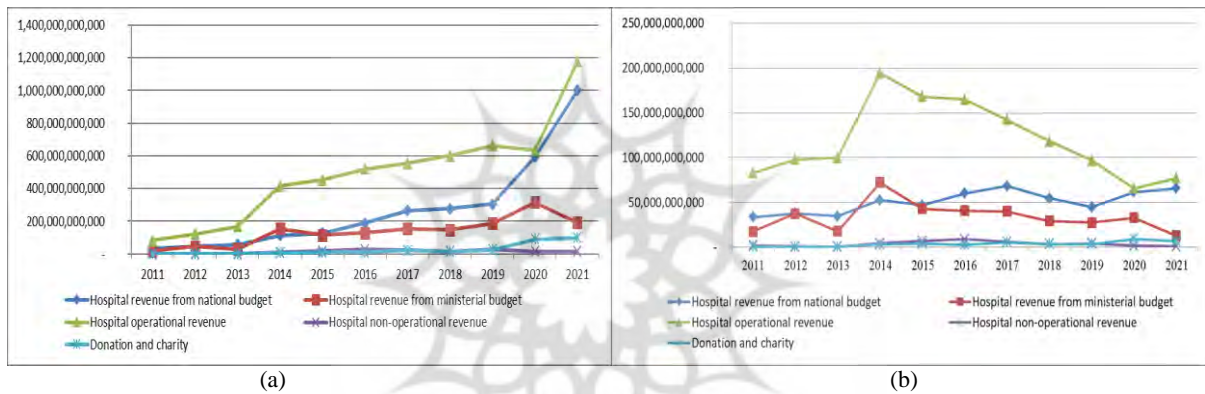 1,400,000,000,000
1,200,000,000,000
1,000,000,000,000
800,000,000,000
600,000,000,000
400,000,000,000
200,000,000,000
-
2011 2012 2013 2014 2015 2016 2017 2018 2019 2020 2021
Hospital revenue from national budget Hospital revenue from ministerial budget
Hospital operational revenue Hospital non-operational revenue
Donation and charity
(a)
250,000,000,000
200,000,000,000
150,000,000,000
100,000,000,000
50,000,000,000
-
2011 2012 2013 2014 2015 2016 2017 2018 2019 2020 2021
Hospital revenue from national budget Hospital revenue from ministerial budget
Hospital operational revenue Hospital non-operational revenue
Donation and charity
(b)